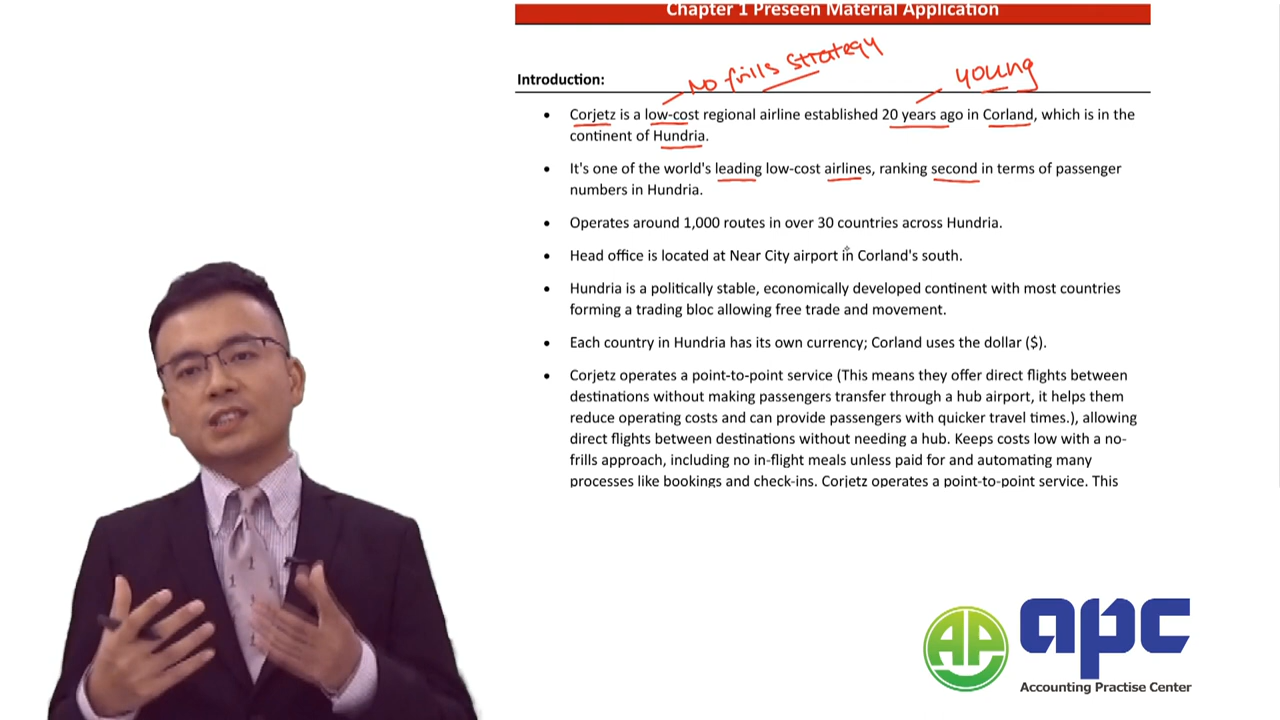 Chapter 1 Preseen Material Application
No frills strategy
young
Introduction:
• Corjetz is a low-cost regional airline established 20 years ago in Corland, which is in the
continent of Hundria.
• It's one of the world's leading low-cost airlines, ranking second in terms of passenger
numbers in Hundria.
• Operates around 1,000 routes in over 30 countries across Hundria.
• Head office is located at Near City airport in Corland's south.
• Hundria is a politically stable, economically developed continent with most countries
forming a trading bloc allowing free trade and movement.
• Each country in Hundria has its own currency; Corland uses the dollar ($).
• Corjetz operates a point-to-point service (This means they offer direct flights between
destinations without making passengers transfer through a hub airport, it helps them
reduce operating costs and can provide passengers with quicker travel times.), allowing
direct flights between destinations without needing a hub. Keeps costs low with a no-
frills approach, including no in-flight meals unless paid for and automating many
processes like bookings and check-ins. Corjetz operates a point-to-point service. This
AP
apc
Accounting Practise Center